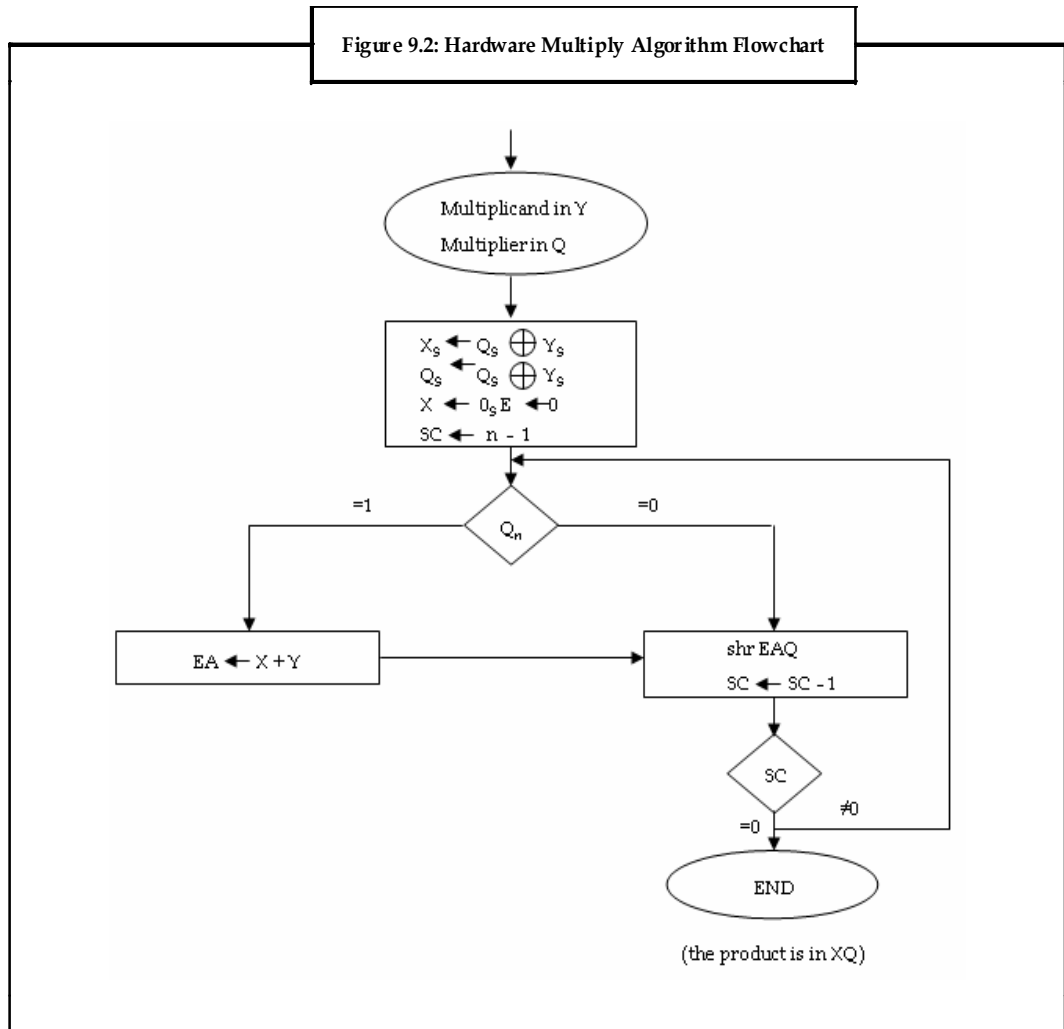 Figure 9.2: Hardware Multiply Algorithm Flowchart
Multiplicand in Y
Multiplier in Q
Xs ← Qs ⊕ Ys
Qs ← Qs ⊕ Ys
X ← 0s E ← 0
SC ← n - 1
=1
=0
Qn
EA ← X + Y
shr EAQ
SC ← SC - 1
SC
≠0
=0
END
(the product is in XQ)